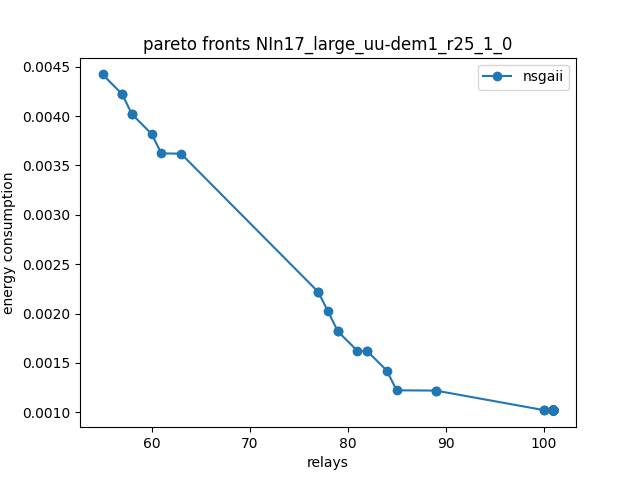 pareto fronts NIn17_large_uu-dem1_r25_1_0
nsgaii
energy consumption
0.0045
0.0040
0.0035
0.0030
0.0025
0.0020
0.0015
0.0010
60 70 80 90 100
relays